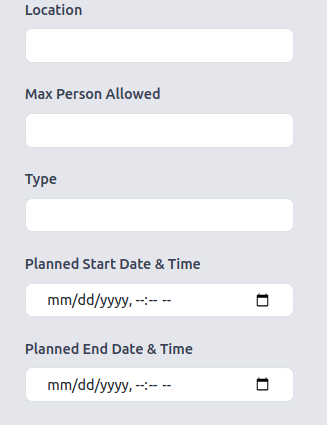 Location
Max Person Allowed
Type
Planned Start Date & Time
mm/dd/yyyy, --:-- --
Planned End Date & Time
mm/dd/yyyy, --:-- --